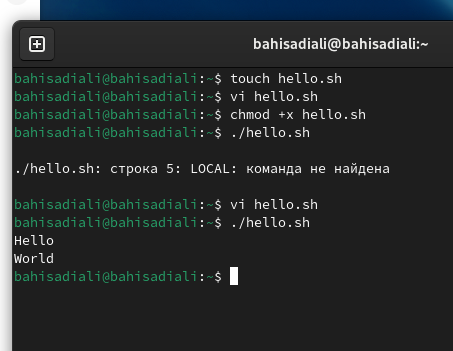 bahisadiali@bahisadiali:~
bahisadiali@bahisadiali:~$ touch hello.sh
bahisadiali@bahisadiali:~$ vi hello.sh
bahisadiali@bahisadiali:~$ chmod +x hello.sh
bahisadiali@bahisadiali:~$ ./hello.sh
./hello.sh: строка 5: LOCAL: команда не найдена
bahisadiali@bahisadiali:~$ vi hello.sh
bahisadiali@bahisadiali:~$ ./hello.sh
Hello
World
bahisadiali@bahisadiali:~$